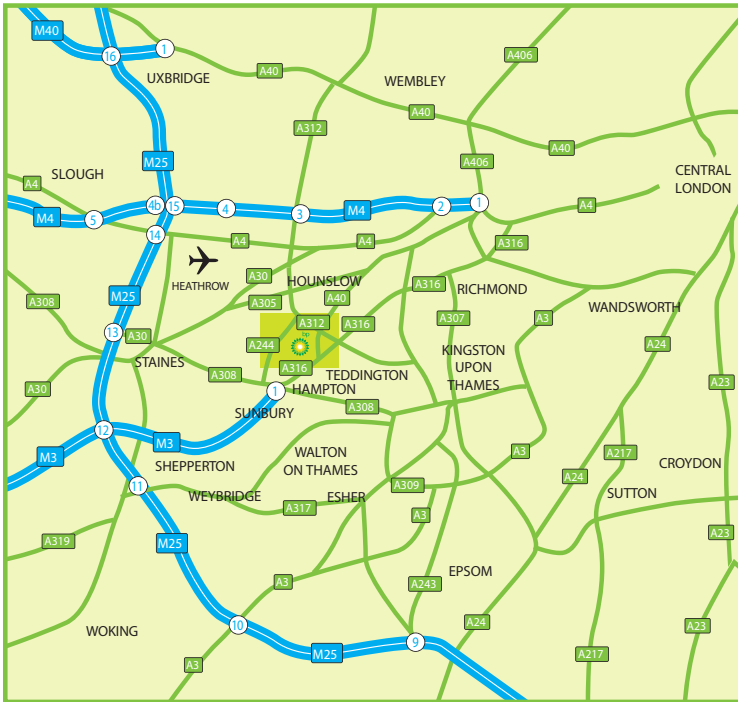 M40
1
16
UXBRIDGE
A40
WEMBLEY
A406
A40
A312
A40
A406
M25
SLOUGH
A4
CENTRAL
LONDON
M4
5
4b
15
4
3
M4
2
1
A4
14
A4
A4
A316
HEATHROW
A30
HOUNSLOW
M25
A308
A305
A40
A316
RICHMOND
WANDSWORTH
A312
A316
A307
A3
13
A30
A24
bp
A244
STAINES
KINGSTON
UPON
THAMES
A308
A316
TEDDINGTON
A23
A30
1
HAMPTON
SUNBURY
A308
12
M3
M3
SHEPPERTON
WALTON
ON THAMES
A3
A217
CROYDON
A24
11
WEYBRIDGE
A317
ESHER
A309
SUTTON
A3
A319
M25
A23
A3
EPSOM
A243
WOKING
10
A24
A23
9
M25
A3
A217